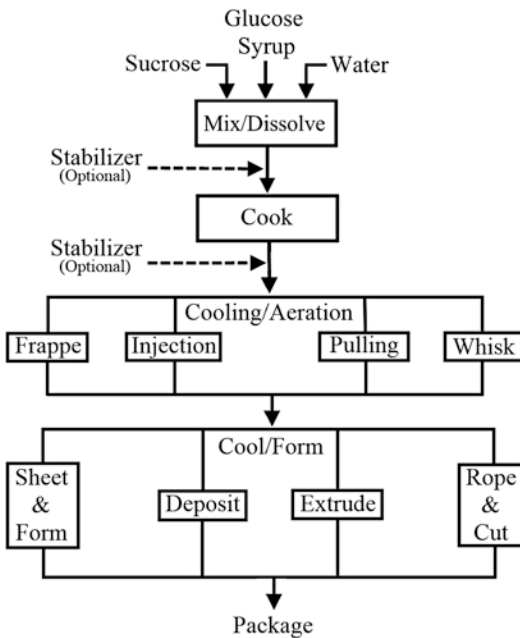 Glucose
Syrup
Sucrose
Water
Mix/Dissolve
Stabilizer
(Optional)
Cook
Stabilizer
(Optional)
Cooling/Aeration
Frappe
Injection
Pulling
Whisk
Cool/Form
Sheet
&
Form
Deposit
Extrude
Rope
&
Cut
Package